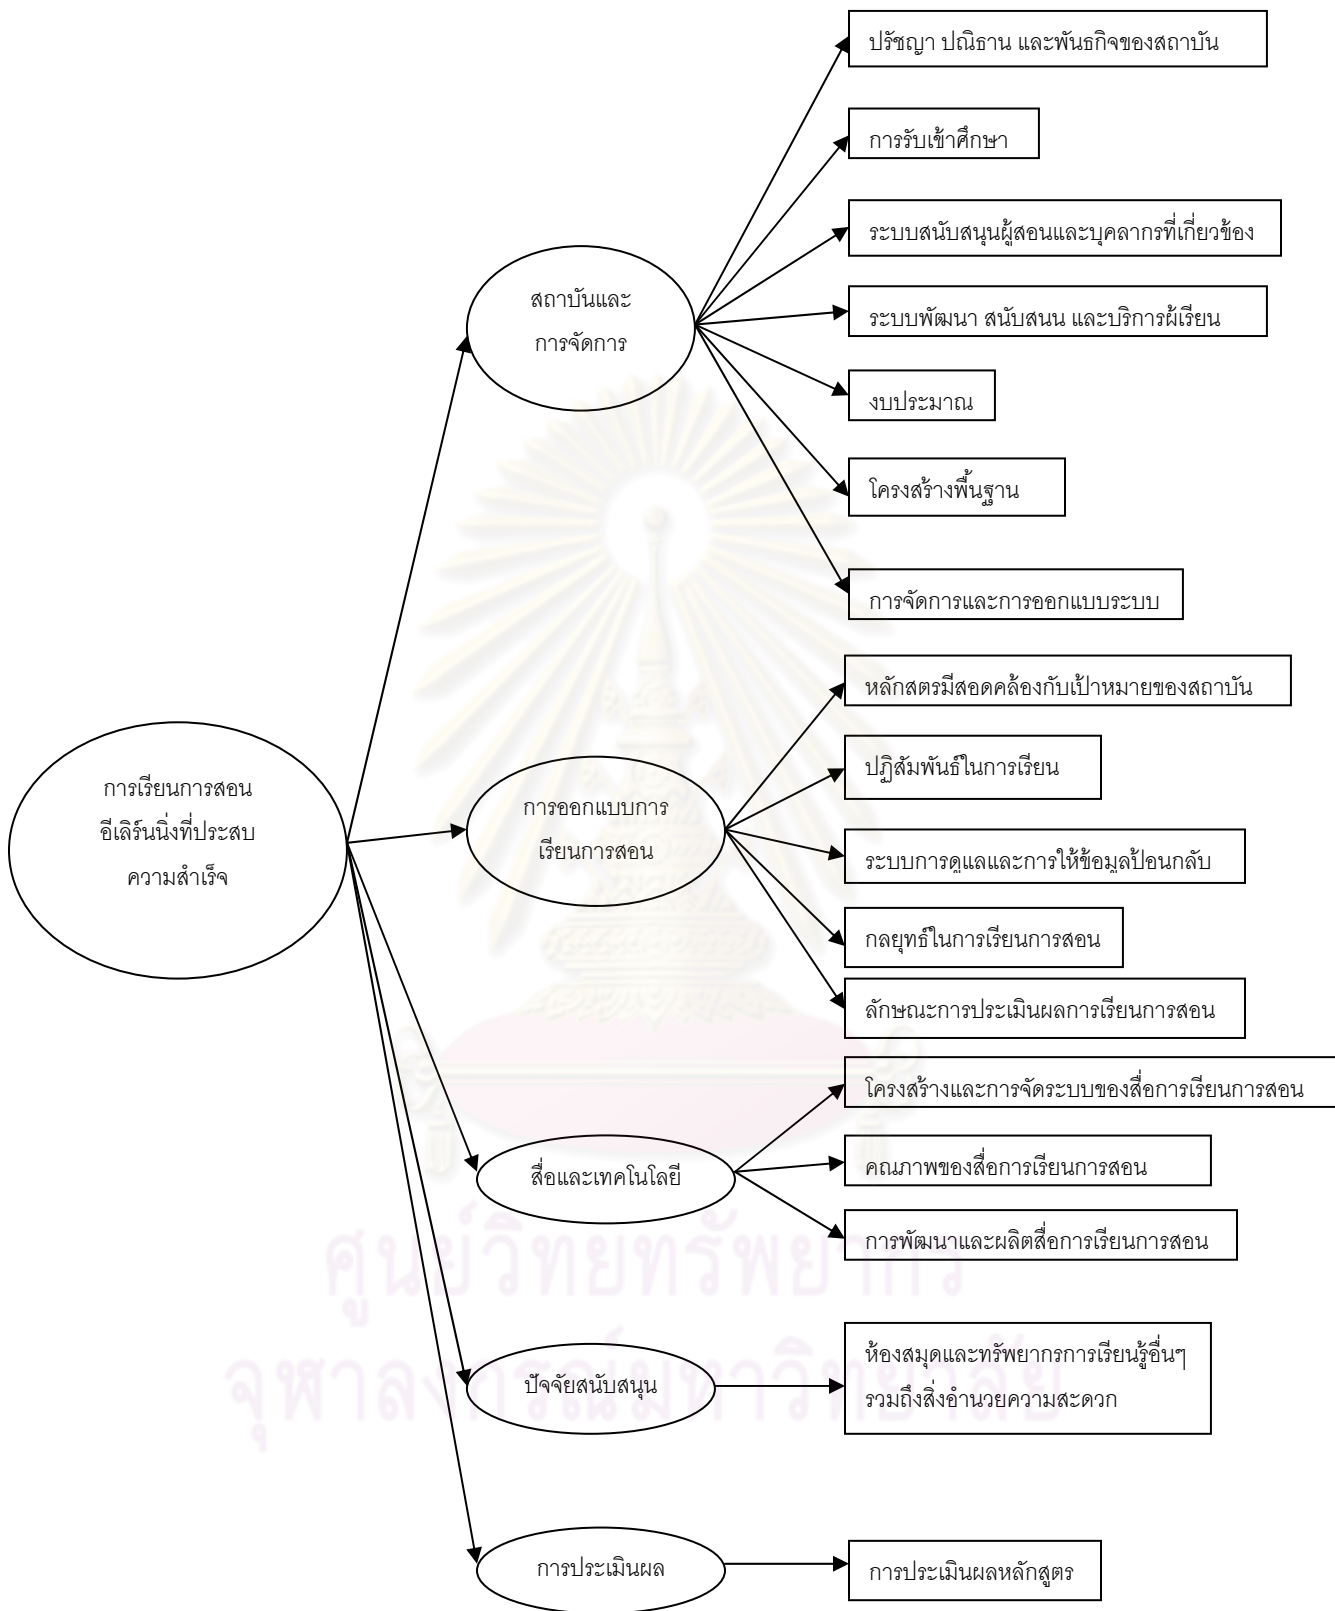 ปรัชญา ปณิธาน และพันธกิจของสถาบัน
การรับเข้าศึกษา
ระบบสนับสนุนผู้สอนและบุคลากรที่เกี่ยวข้อง
สถาบันและ
การจัดการ
ระบบพัฒนา สนับสนน และบริการผ้เรียน
งบประมาณ
โครงสร้างพื้นฐาน
การจัดการและการออกแบบระบบ
หลักสตรมีสอดคล้องกับเป้าหมายของสถาบัน
ปฏิสัมพันธ์ในการเรียน
การเรียนการสอน
อีเลิร์นนิ่งที่ประสบ
ความสำเร็จ
การออกแบบการ
เรียนการสอน
ระบบการดูแลและการให้ข้อมูลป้อนกลับ
กลยุทธ์ในการเรียนการสอน
ลักษณะการประเมินผลการเรียนการสอน
โครงสร้างและการจัดระบบของสื่อการเรียนการสอน
สื่อและเทคโนโลยี
คณภาพของสื่อการเรียนการสอน
การพัฒนาและผลิตสื่อการเรียนการสอน
ศูนย์วิทยทรัพยากร
จุฬาลงกรณ์มหาวิทยาลัย
ปัจจัยสนับสนุน
ห้องสมุดและทรัพยากรการเรียนรู้อื่นๆ
รวมถึงสิ่งอำนวยความสะดวก
การประเมินผล
การประเมินผลหลักสูตร